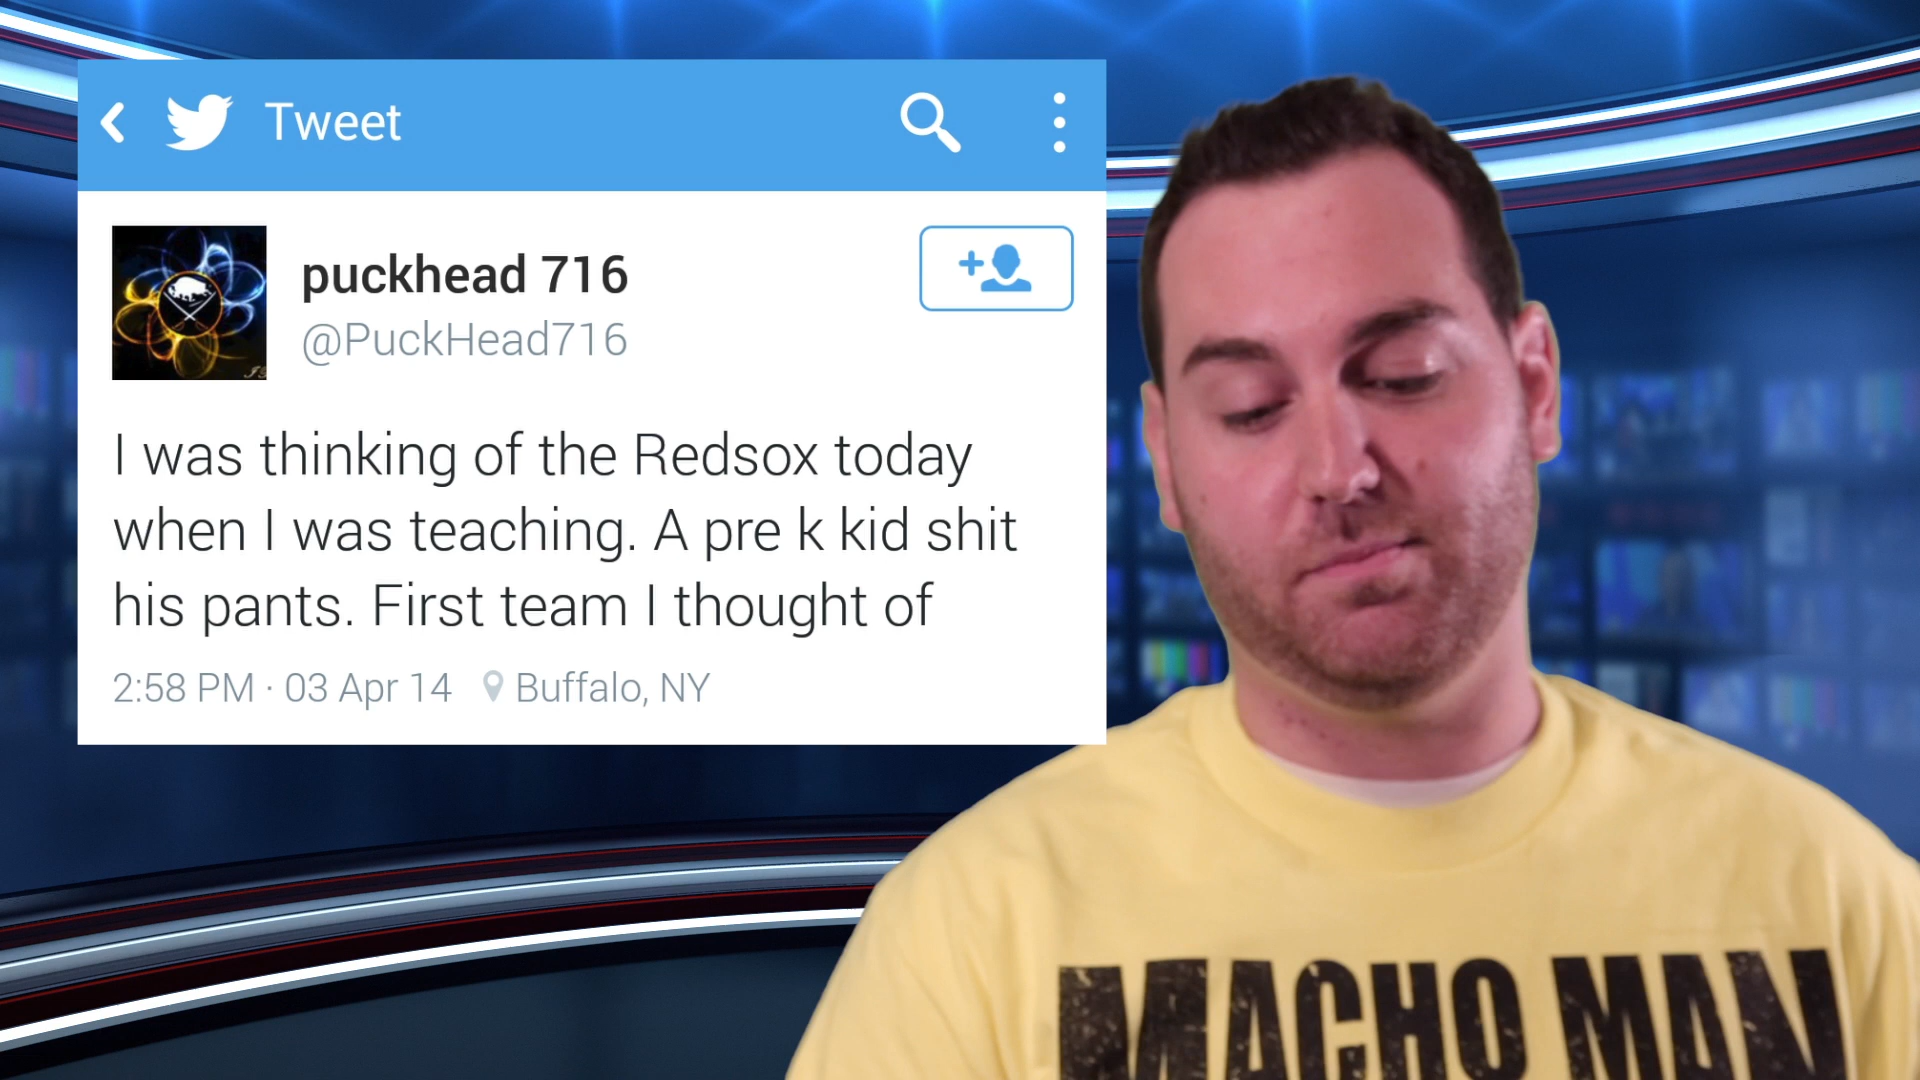 Tweet
puckhead 716
@PuckHead716
I was thinking of the Redsox today
when I was teaching. A pre k kid shit
his pants. First team I thought of
2:58 PM · 03 Apr 14 Buffalo, NY
MACHO MAN